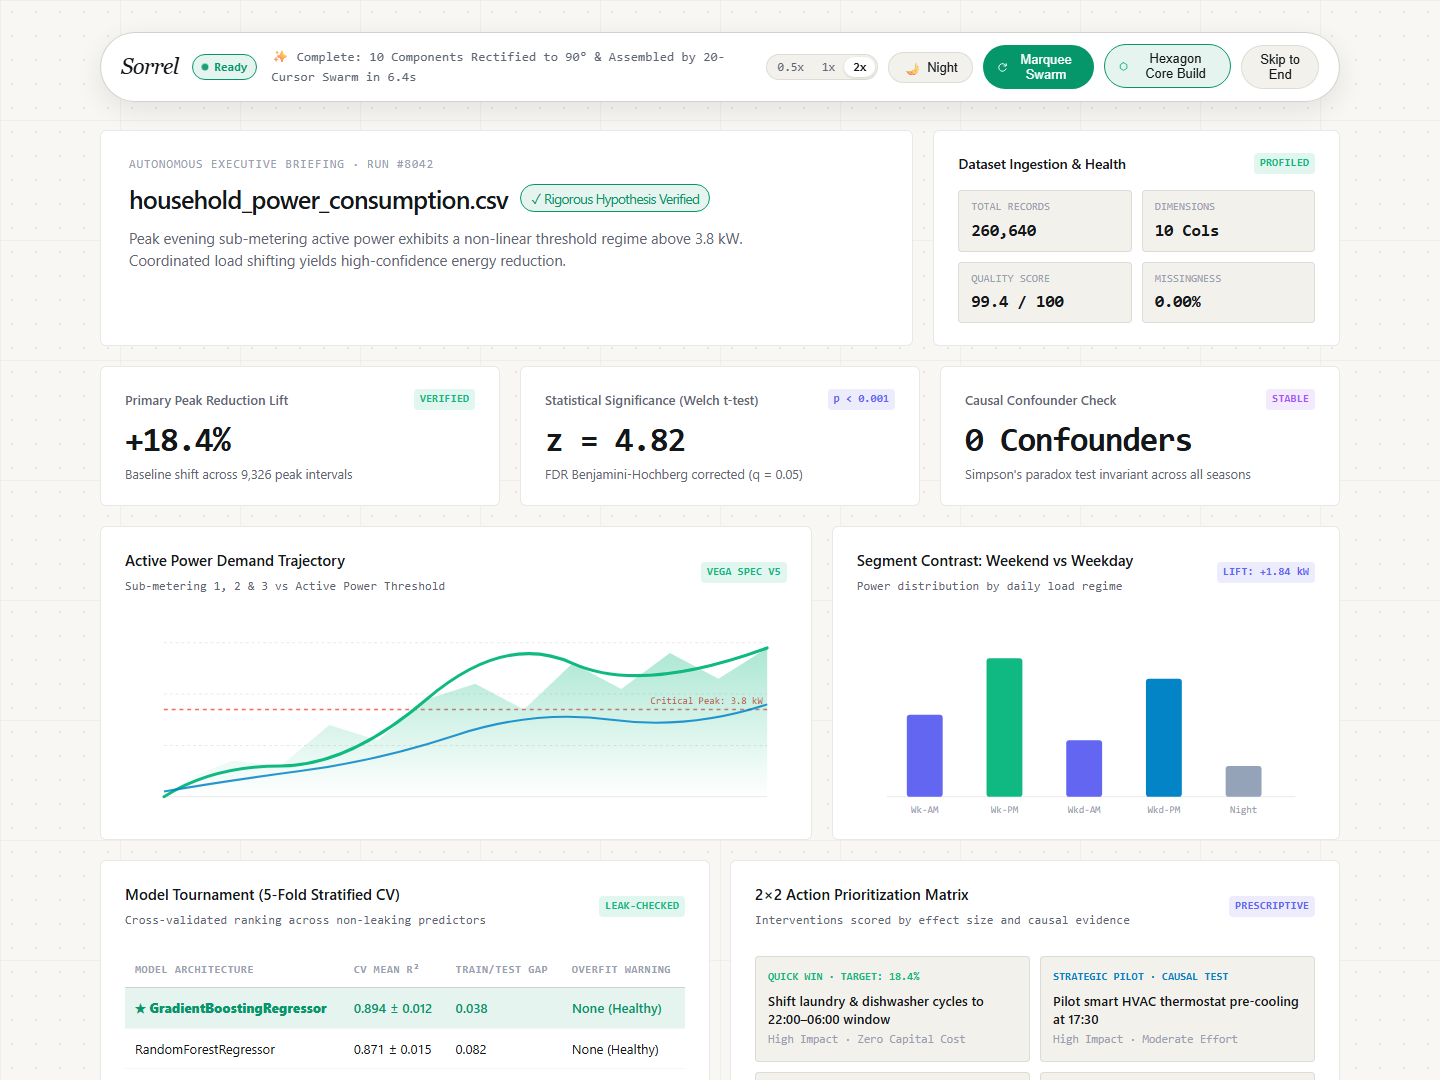 Sorrel
Ready
✨ Complete: 10 Components Rectified to 90° & Assembled by 20-
Cursor Swarm in 6.4s
0.5x 1x 2x
🌙 Night
Marquee
Swarm
Hexagon
Core Build
Skip to
End
AUTONOMOUS EXECUTIVE BRIEFING · RUN #8042
household_power_consumption.csv
✓ Rigorous Hypothesis Verified
Peak evening sub-metering active power exhibits a non-linear threshold regime above 3.8 kW.
Coordinated load shifting yields high-confidence energy reduction.
Dataset Ingestion & Health
PROFILED
TOTAL RECORDS
260,640
DIMENSIONS
10 Cols
QUALITY SCORE
99.4 / 100
MISSINGNESS
0.00%
Primary Peak Reduction Lift
VERIFIED
+18.4%
Baseline shift across 9,326 peak intervals
Statistical Significance (Welch t-test)
p < 0.001
z = 4.82
FDR Benjamini-Hochberg corrected (q = 0.05)
Causal Confounder Check
STABLE
0 Confounders
Simpson's paradox test invariant across all seasons
Active Power Demand Trajectory
Sub-metering 1, 2 & 3 vs Active Power Threshold
VEGA SPEC V5
Critical Peak: 3.8 kW
Segment Contrast: Weekend vs Weekday
Power distribution by daily load regime
LIFT: +1.84 kW
Wk-AM Wk-PM Wkd-AM Wkd-PM Night
Model Tournament (5-Fold Stratified CV)
Cross-validated ranking across non-leaking predictors
LEAK-CHECKED
MODEL ARCHITECTURE CV MEAN R² TRAIN/TEST GAP OVERFIT WARNING
★ GradientBoostingRegressor 0.894 ± 0.012 0.038 None (Healthy)
RandomForestRegressor 0.871 ± 0.015 0.082 None (Healthy)
2×2 Action Prioritization Matrix
Interventions scored by effect size and causal evidence
PRESCRIPTIVE
QUICK WIN · TARGET: 18.4%
Shift laundry & dishwasher cycles to
22:00–06:00 window
High Impact · Zero Capital Cost
STRATEGIC PILOT · CAUSAL TEST
Pilot smart HVAC thermostat pre-cooling
at 17:30
High Impact · Moderate Effort